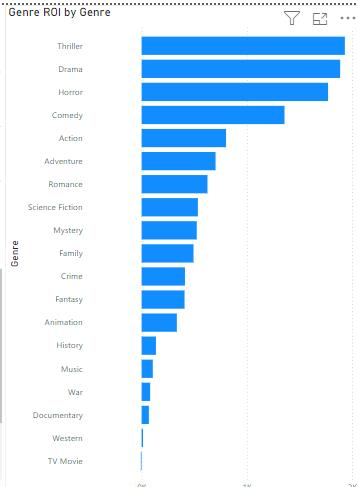 Genre ROI by Genre
Thriller
Drama
Horror
Comedy
Action
Adventure
Romance
Science Fiction
Mystery
Family
Crime
Fantasy
Animation
History
Music
War
Documentary
Western
TV Movie
Genre